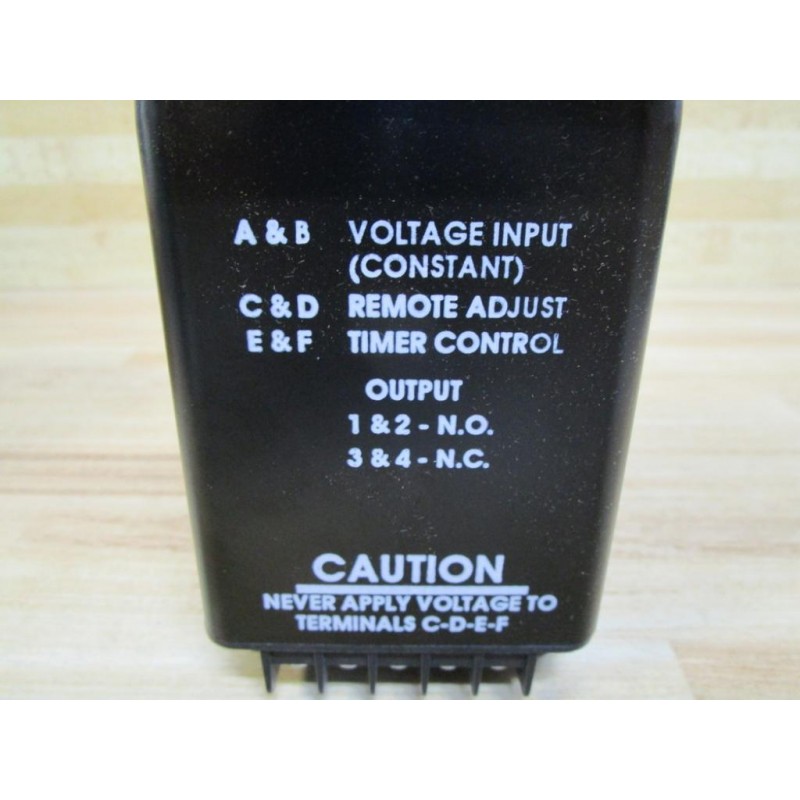 A & B VOLTAGE INPUT
(CONSTANT)
C & D REMOTE ADJUST
E & F TIMER CONTROL
OUTPUT
1 & 2 - N.O.
3 & 4 - N.C.
CAUTION
NEVER APPLY VOLTAGE TO
TERMINALS C-D-E-F